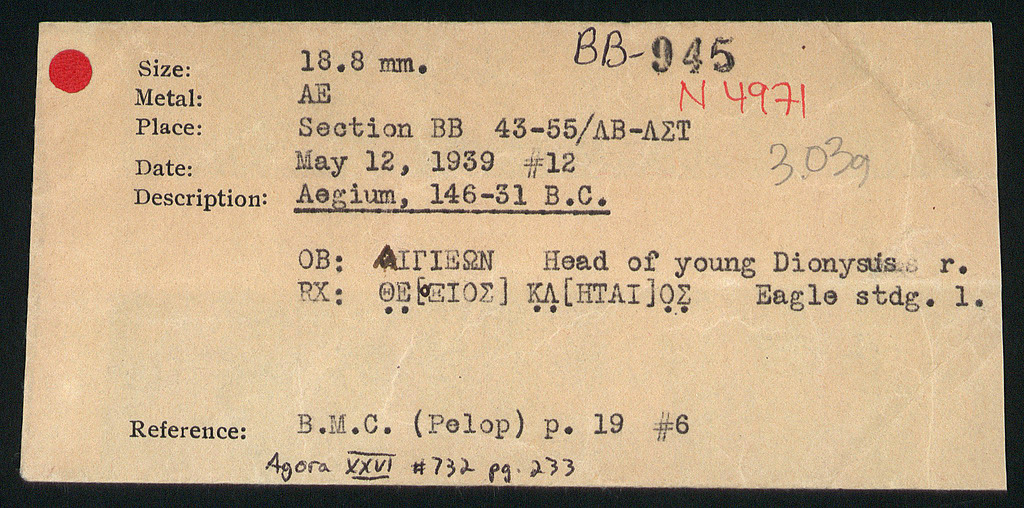 BB-945
N 4971
3.03g
Size: 18.8 mm.
Metal: AE
Place: Section BB 43-55/ΛΒ-ΛΣΤ
Date: May 12, 1939 #12
Description: Aegium, 146-31 B.C.
OB: ΑΙΓΙΕΩΝ Head of young Dionysus r.
RX: ΘΕ[ΟΞΙΟΣ] ΚΛ[ΗΤΑΙ]ΟΣ Eagle stdg. l.
Reference: B.M.C. (Pelop) p. 19 #6
Agora XXVI #732 pg. 233